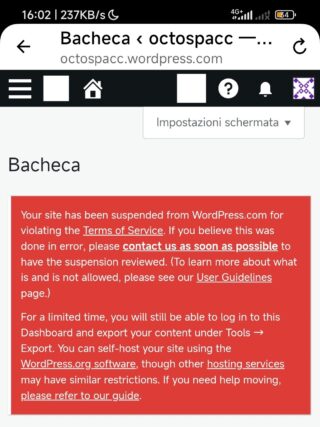 16:02 | 237KB/s
4G+
64
Bacheca ‹ octospacc —...
octospacc.wordpress.com
?
Impostazioni schermata ▼
Bacheca
Your site has been suspended from WordPress.com for
violating the Terms of Service. If you believe this was
done in error, please contact us as soon as possible to
have the suspension reviewed. (To learn more about what
is and is not allowed, please see our User Guidelines
page.)
For a limited time, you will still be able to log in to this
Dashboard and export your content under Tools →
Export. You can self-host your site using the
WordPress.org software, though other hosting services
may have similar restrictions. If you need help moving,
please refer to our guide.